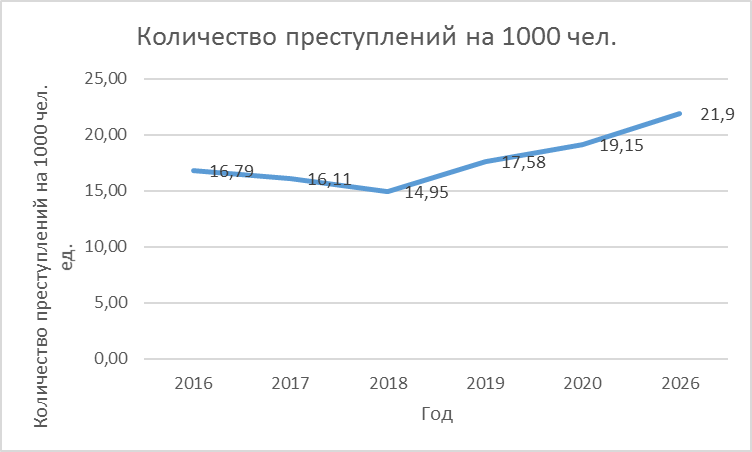 Количество преступлений на 1000 чел.
Количество преступлений на 1000 чел.
ед.
25,00
20,00
15,00
10,00
5,00
0,00
16,79
16,11
14,95
17,58
19,15
21,9
2016 2017 2018 2019 2020 2026
Год